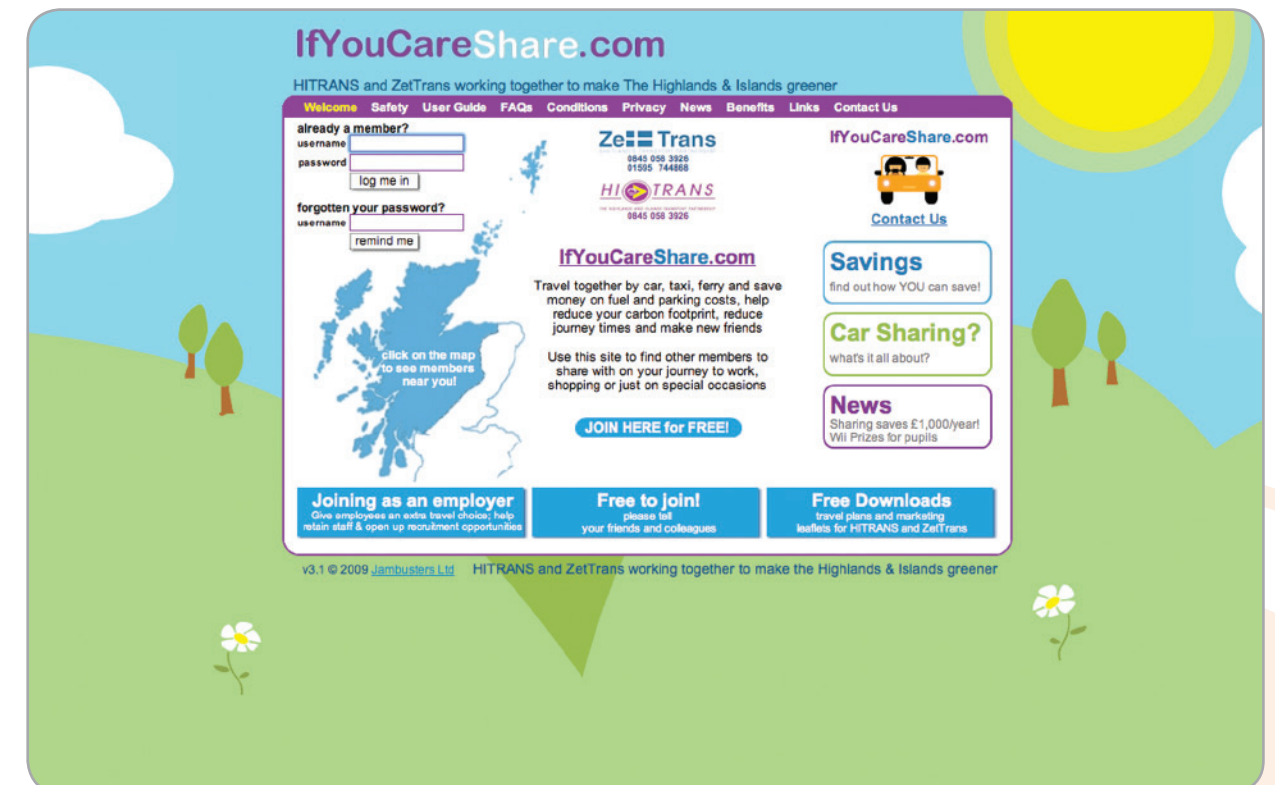 IfYouCareShare.com
HITRANS and ZetTrans working together to make The Highlands & Islands greener
Welcome Safety User Guide FAQs Conditions Privacy News Benefits Links Contact Us
already a member?
username
password
log me in
forgotten your password?
username
remind me
click on the map
to see members
near you!
Ze Trans
0845 058 3926
01595 744868
HI TRANS
0845 058 3926
IfYouCareShare.com
Travel together by car, taxi, ferry and save
money on fuel and parking costs, help
reduce your carbon footprint, reduce
journey times and make new friends
Use this site to find other members to
share with on your journey to work,
shopping or just on special occasions
JOIN HERE for FREE!
IfYouCareShare.com
Contact Us
Savings
find out how YOU can save!
Car Sharing?
what's it all about?
News
Sharing saves £1,000/year!
Wii Prizes for pupils
Joining as an employer
Give employees an extra travel choice; help
retain staff & open up recruitment opportunities
Free to join!
please tell
your friends and colleagues
Free Downloads
travel plans and marketing
leaflets for HITRANS and ZetTrans
v3.1 © 2009 Jambusters Ltd HITRANS and ZetTrans working together to make the Highlands & Islands greener